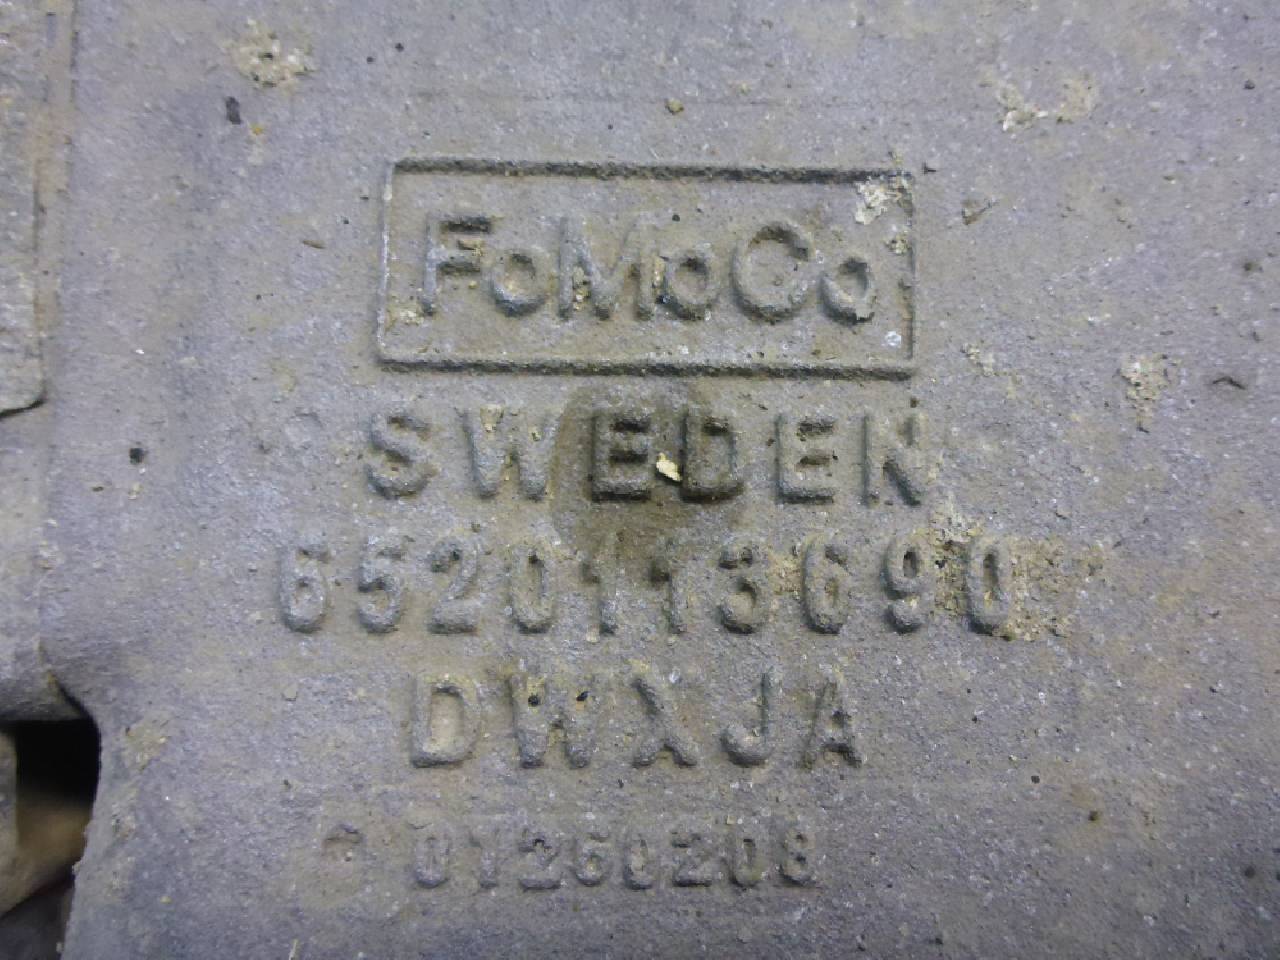 FoMoCo
SWEDEN
6520113690
DWXJA
C 01260208